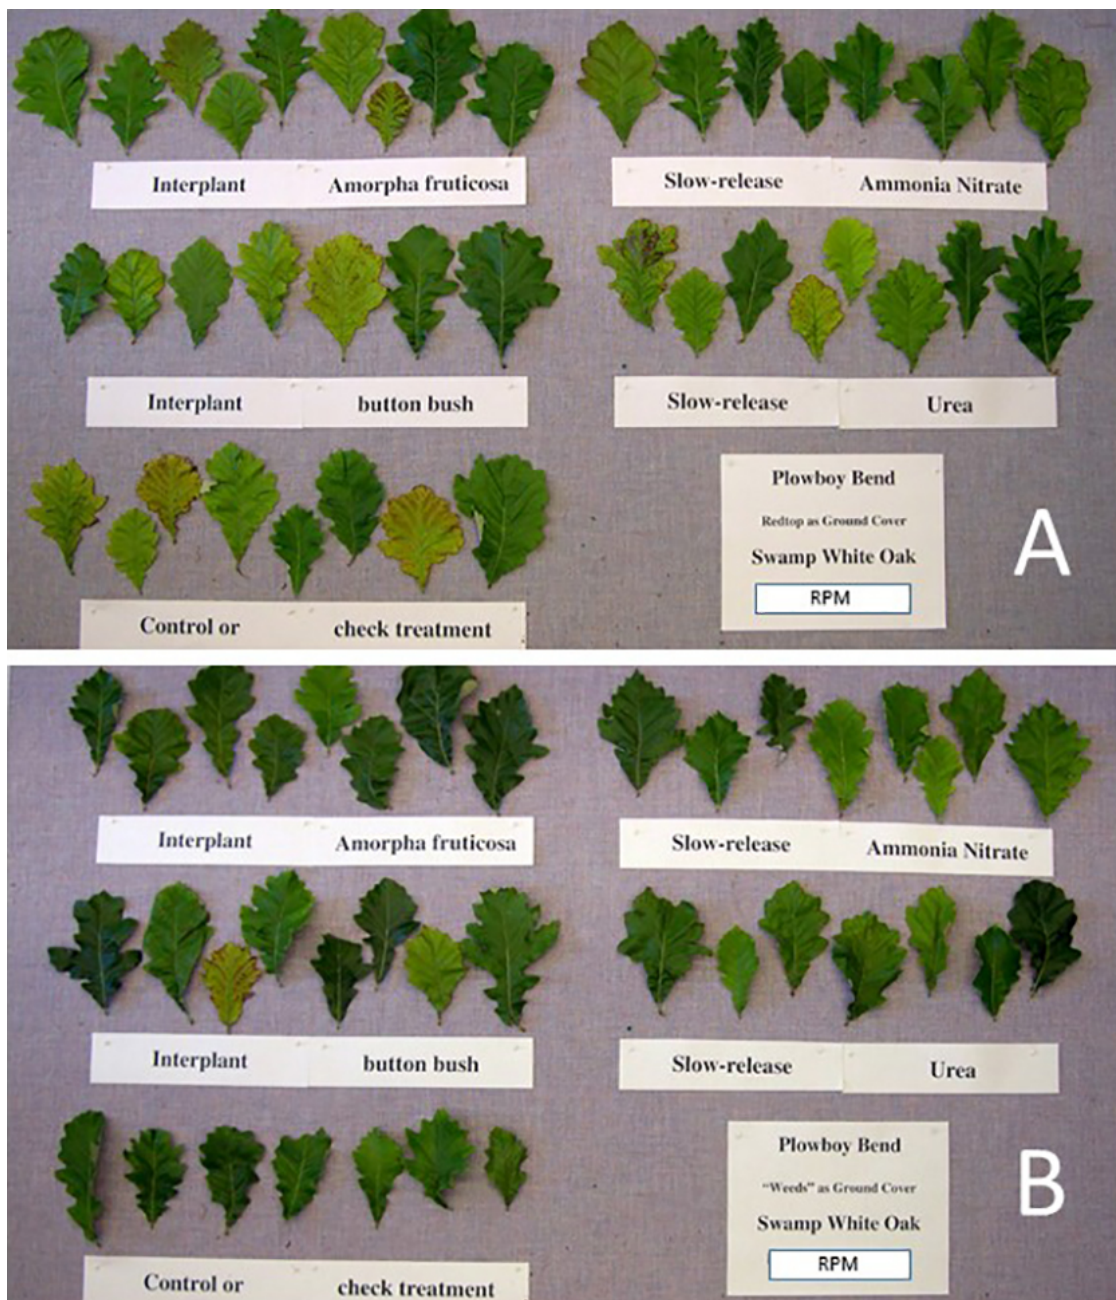 Interplant Amorpha fruticosa
Slow-release Ammonia Nitrate
Interplant button bush
Slow-release Urea
Plowboy Bend
Redtop as Ground Cover
Swamp White Oak
RPM
A
Control or check treatment
Interplant Amorpha fruticosa
Slow-release Ammonia Nitrate
Interplant button bush
Slow-release Urea
Plowboy Bend
"Weeds" as Ground Cover
Swamp White Oak
RPM
B
Control or check treatment